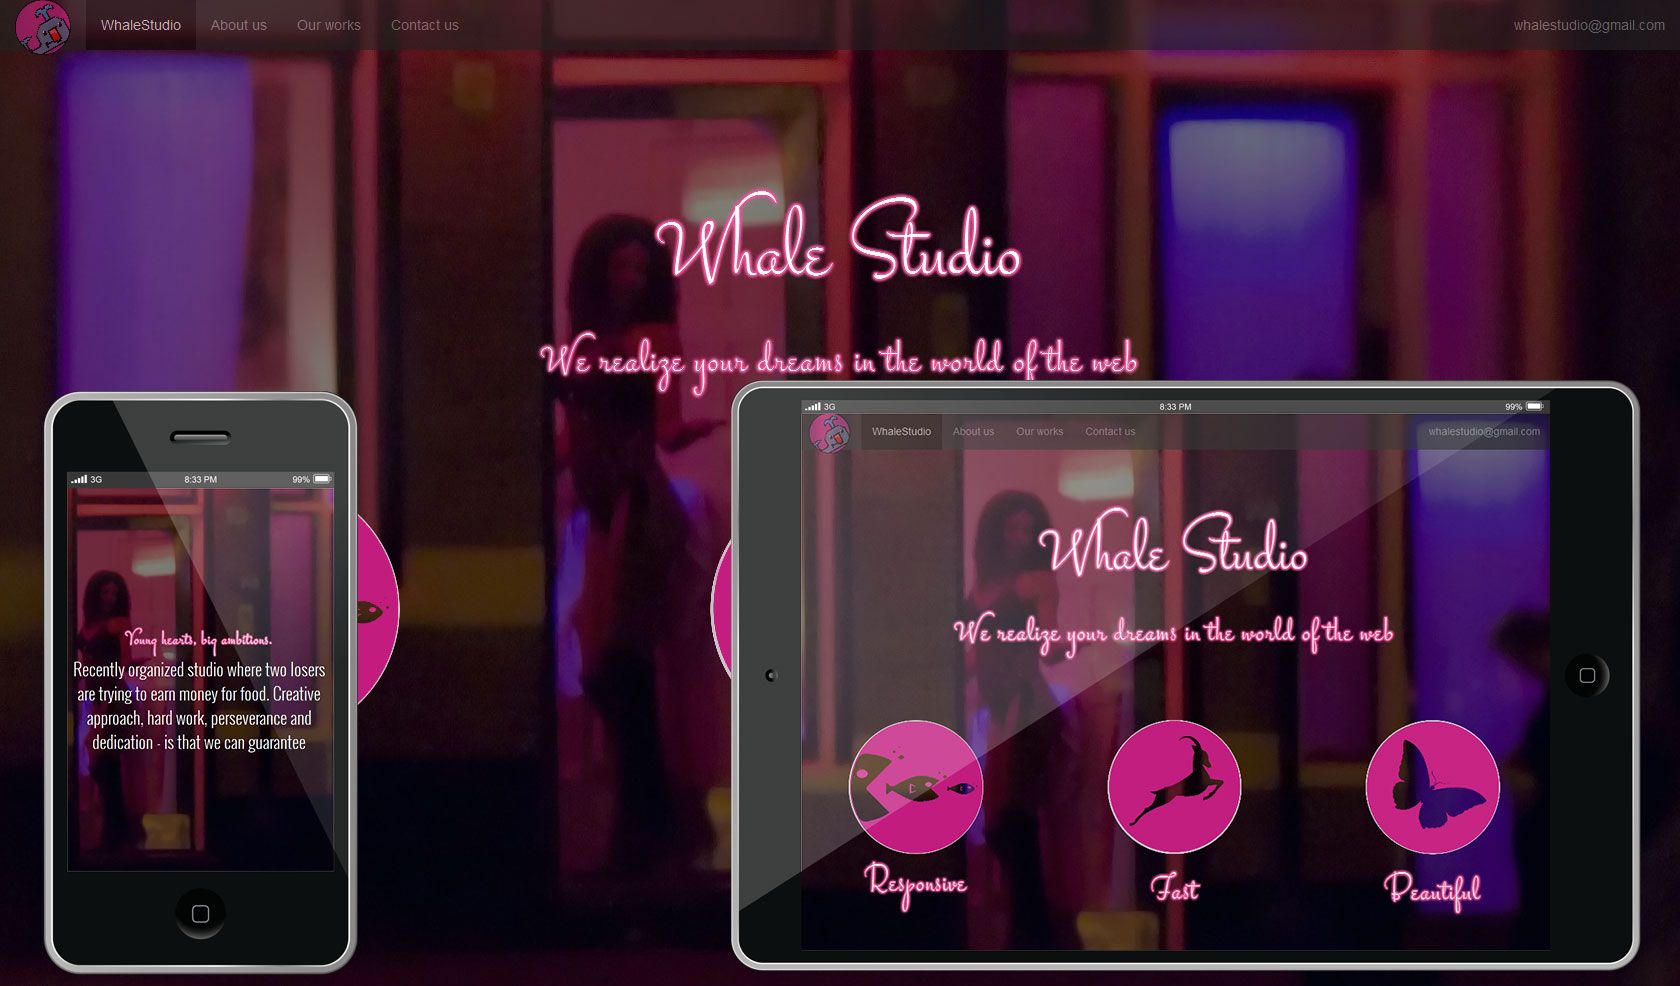 WhaleStudio About us Our works Contact us whalestudio@gmail.com
Whale Studio
We realize your dreams in the world of the web
3G 8:33 PM 99%
Young hearts, big ambitions.
Recently organized studio where two losers
are trying to earn money for food. Creative
approach, hard work, perseverance and
dedication - is that we can guarantee
3G 8:33 PM 99%
WhaleStudio About us Our works Contact us whalestudio@gmail.com
Whale Studio
We realize your dreams in the world of the web
Responsive Fast Beautiful